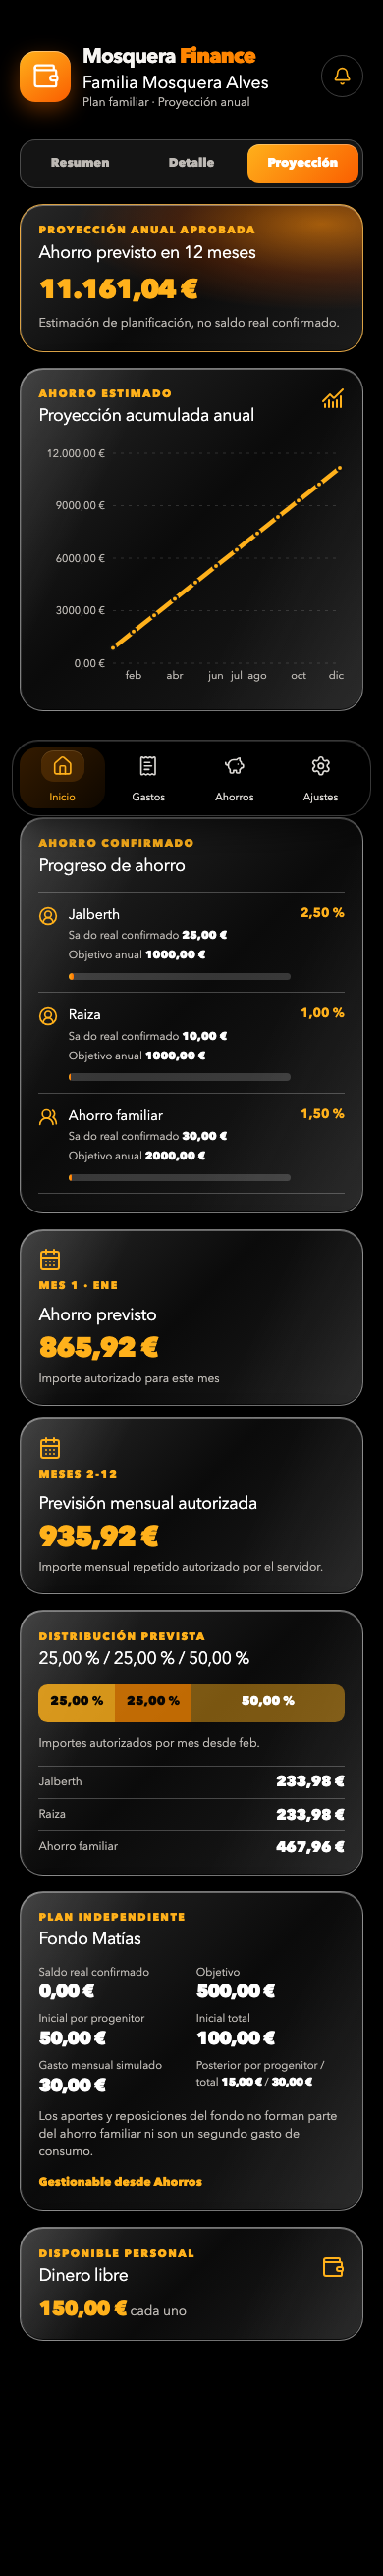 Mosquera Finance
Familia Mosquera Alves
Plan familiar · Proyección anual
Resumen
Detalle
Proyección
PROYECCIÓN ANUAL APROBADA
Ahorro previsto en 12 meses
11.161,04 €
Estimación de planificación, no saldo real confirmado.
AHORRO ESTIMADO
Proyección acumulada anual
12.000,00 €
9000,00 €
6000,00 €
3000,00 €
0,00 €
feb abr jun jul ago oct dic
Inicio
Gastos
Ahorros
Ajustes
AHORRO CONFIRMADO
Progreso de ahorro
Jalberth 2,50 %
Saldo real confirmado 25,00 €
Objetivo anual 1000,00 €
Raiza 1,00 %
Saldo real confirmado 10,00 €
Objetivo anual 1000,00 €
Ahorro familiar 1,50 %
Saldo real confirmado 30,00 €
Objetivo anual 2000,00 €
MES 1 · ENE
Ahorro previsto
865,92 €
Importe autorizado para este mes
MESES 2-12
Previsión mensual autorizada
935,92 €
Importe mensual repetido autorizado por el servidor.
DISTRIBUCIÓN PREVISTA
25,00 % / 25,00 % / 50,00 %
25,00 % 25,00 % 50,00 %
Importes autorizados por mes desde feb.
Jalberth 233,98 €
Raiza 233,98 €
Ahorro familiar 467,96 €
PLAN INDEPENDIENTE
Fondo Matías
Saldo real confirmado
0,00 €
Objetivo
500,00 €
Inicial por progenitor
50,00 €
Inicial total
100,00 €
Gasto mensual simulado
30,00 €
Posterior por progenitor /
total 15,00 € / 30,00 €
Los aportes y reposiciones del fondo no forman parte
del ahorro familiar ni son un segundo gasto de
consumo.
Gestionable desde Ahorros
DISPONIBLE PERSONAL
Dinero libre
150,00 € cada uno